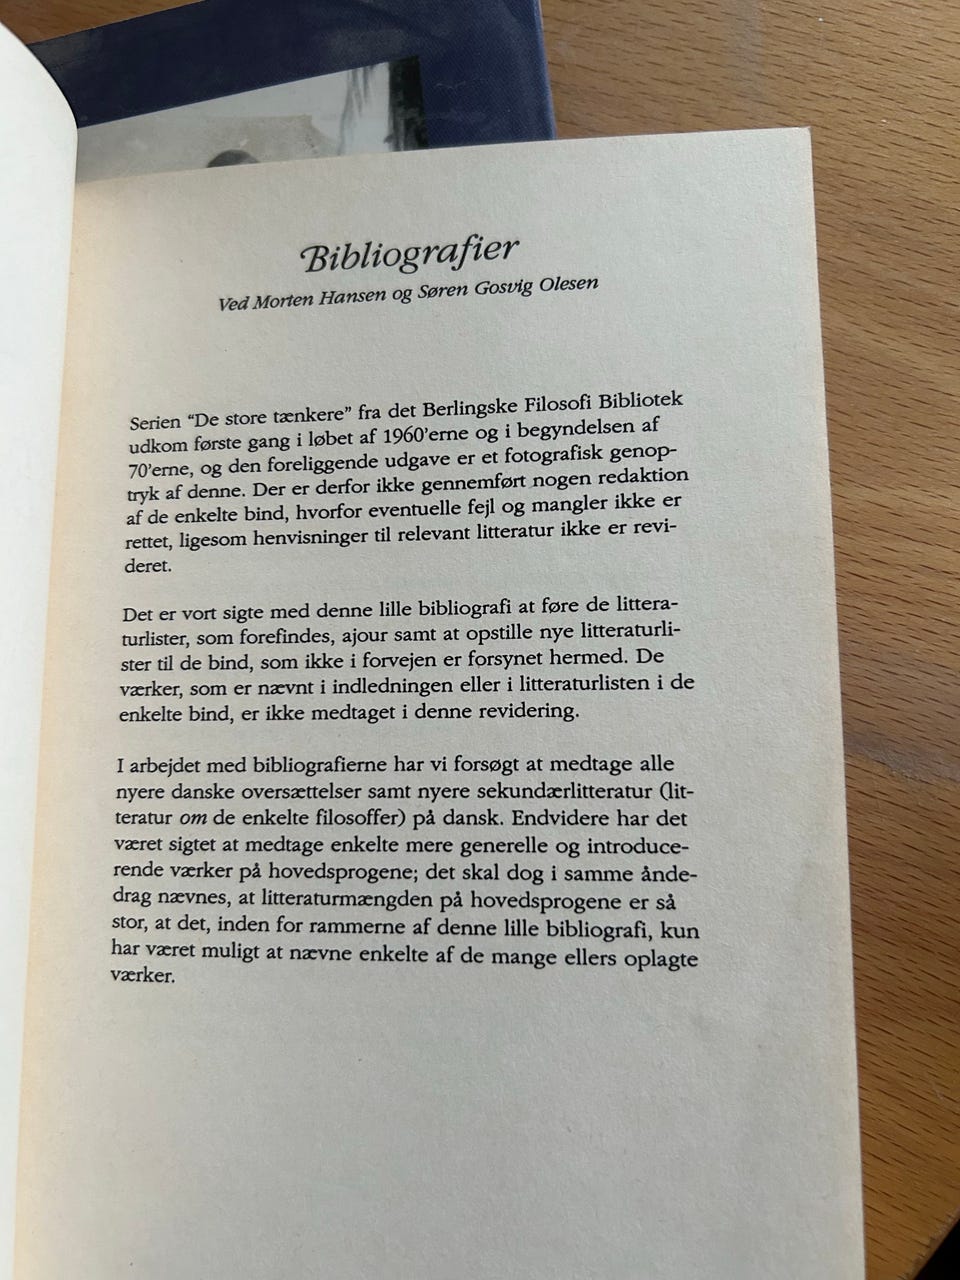 Bibliografier
Ved Morten Hansen og Søren Gosvig Olesen
Serien “De store tænkere” fra det Berlingske Filosofi Bibliotek
udkom første gang i løbet af 1960’erne og i begyndelsen af
70’erne, og den foreliggende udgave er et fotografisk genop-
tryk af denne. Der er derfor ikke gennemført nogen redaktion
af de enkelte bind, hvorfor eventuelle fejl og mangler ikke er
rettet, ligesom henvisninger til relevant litteratur ikke er revi-
deret.
Det er vort sigte med denne lille bibliografi at føre de littera-
turlister, som forefindes, ajour samt at opstille nye litteraturli-
ster til de bind, som ikke i forvejen er forsynet hermed. De
værker, som er nævnt i indledningen eller i litteraturlisten i de
enkelte bind, er ikke medtaget i denne revidering.
I arbejdet med bibliografierne har vi forsøgt at medtage alle
nyere danske oversættelser samt nyere sekundærlitteratur (lit-
teratur om de enkelte filosoffer) på dansk. Endvidere har det
været sigtet at medtage enkelte mere generelle og introduce-
rende værker på hovedsprogene; det skal dog i samme ånde-
drag nævnes, at litteraturmængden på hovedsprogene er så
stor, at det, inden for rammerne af denne lille bibliografi, kun
har været muligt at nævne enkelte af de mange ellers oplagte
værker.